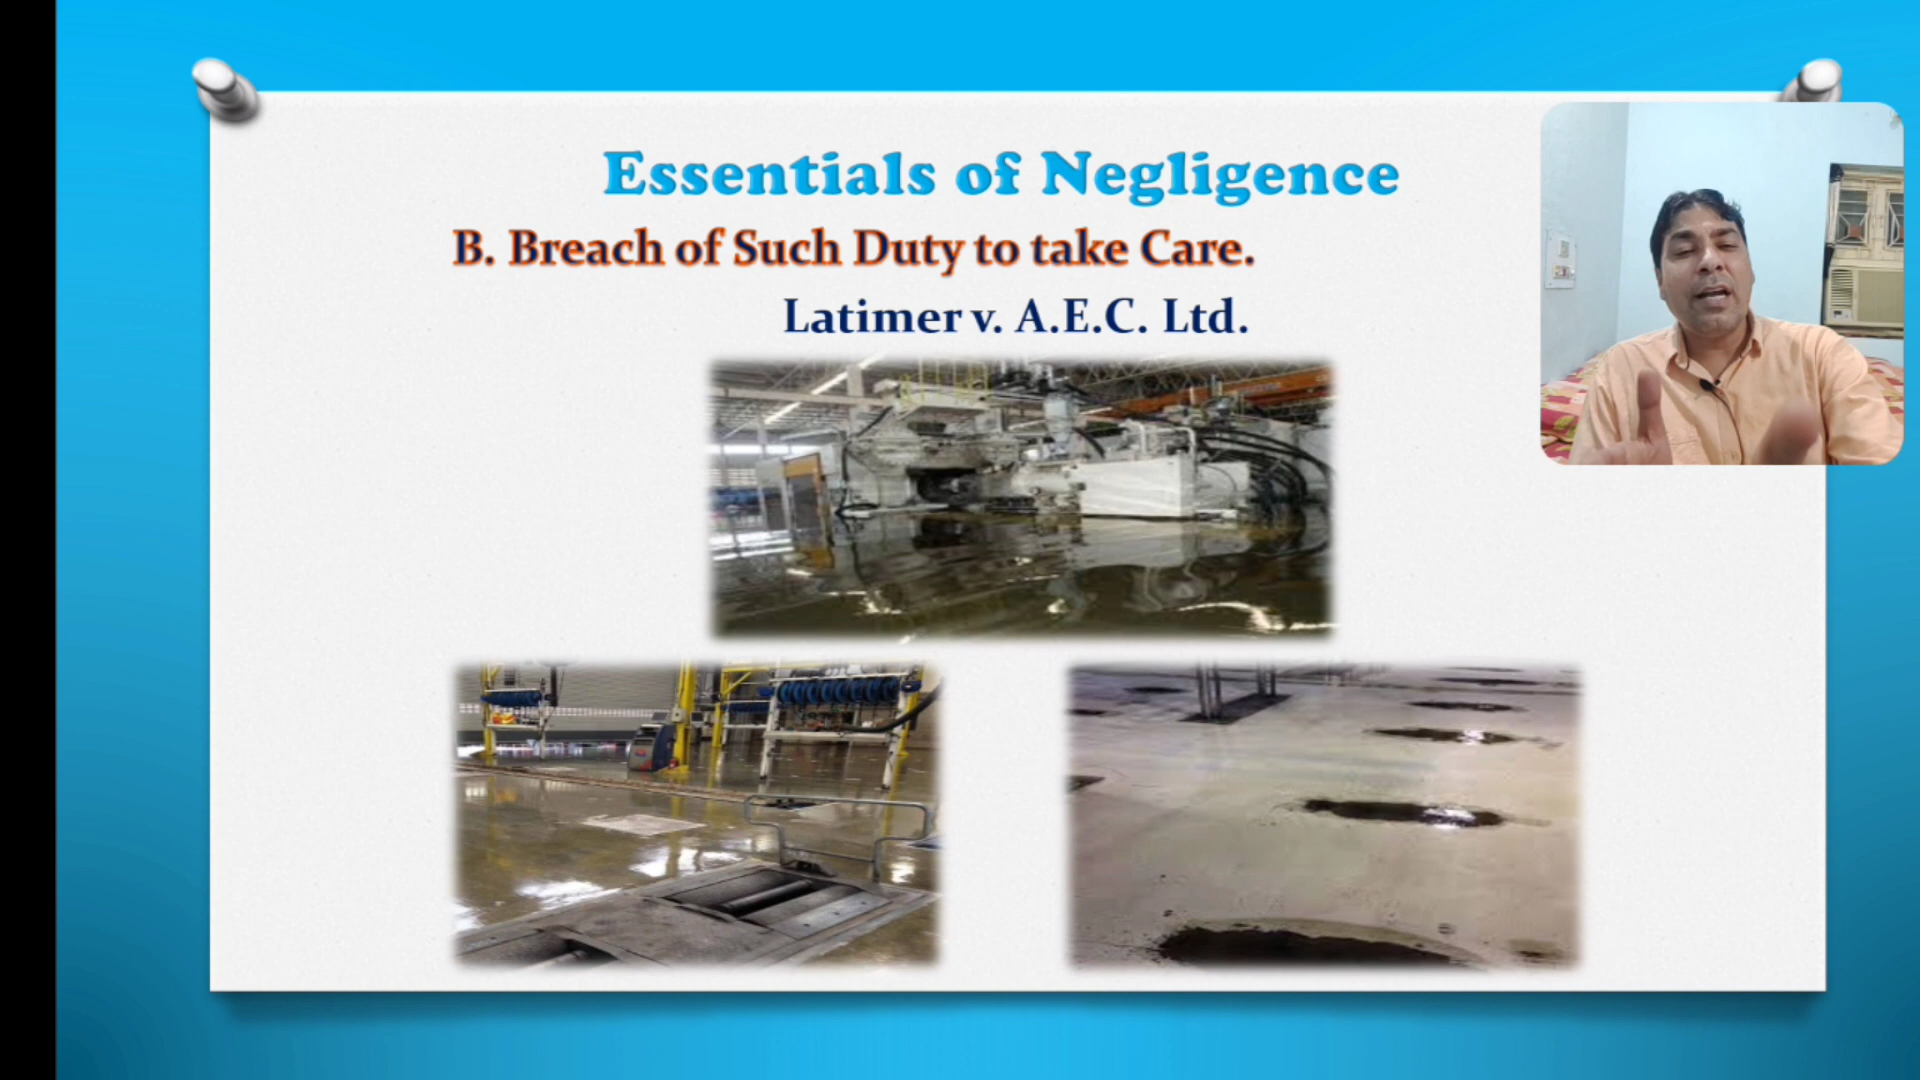 Essentials of Negligence
B. Breach of Such Duty to take Care.
Latimer v. A.E.C. Ltd.